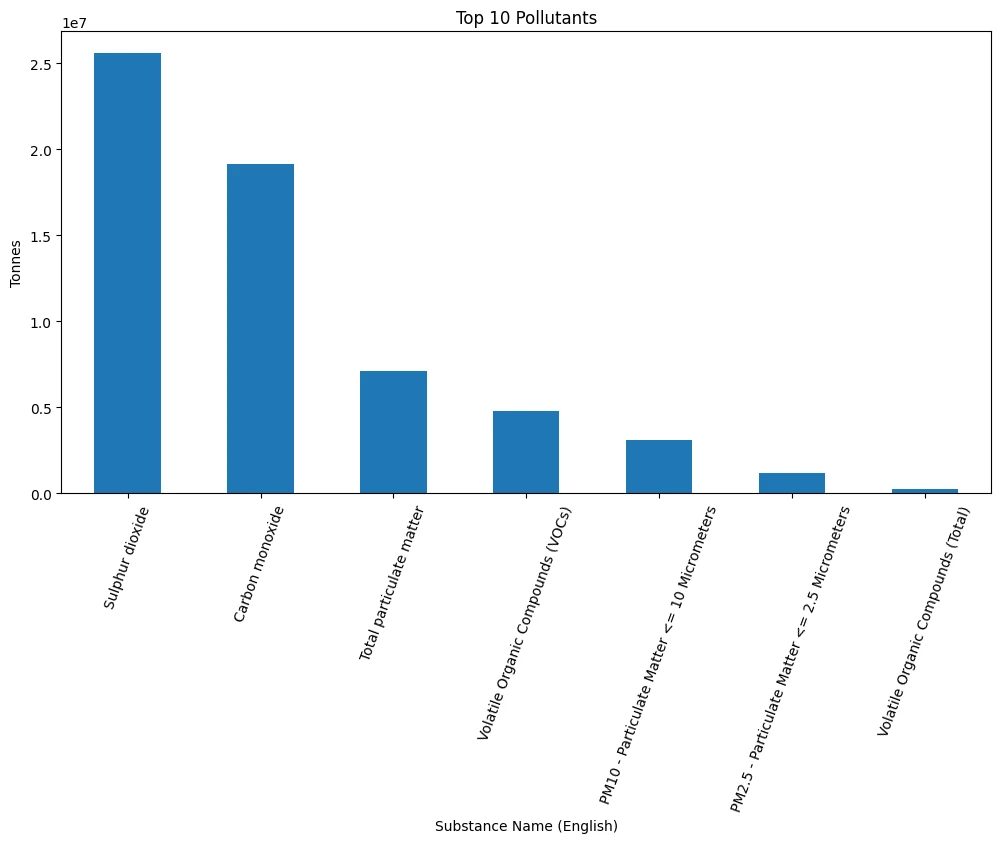 Top 10 Pollutants
1e7
2.5
2.0
1.5
1.0
0.5
0.0
Tonnes
Sulphur dioxide
Carbon monoxide
Total particulate matter
Volatile Organic Compounds (VOCs)
PM10 - Particulate Matter <= 10 Micrometers
PM2.5 - Particulate Matter <= 2.5 Micrometers
Volatile Organic Compounds (Total)
Substance Name (English)